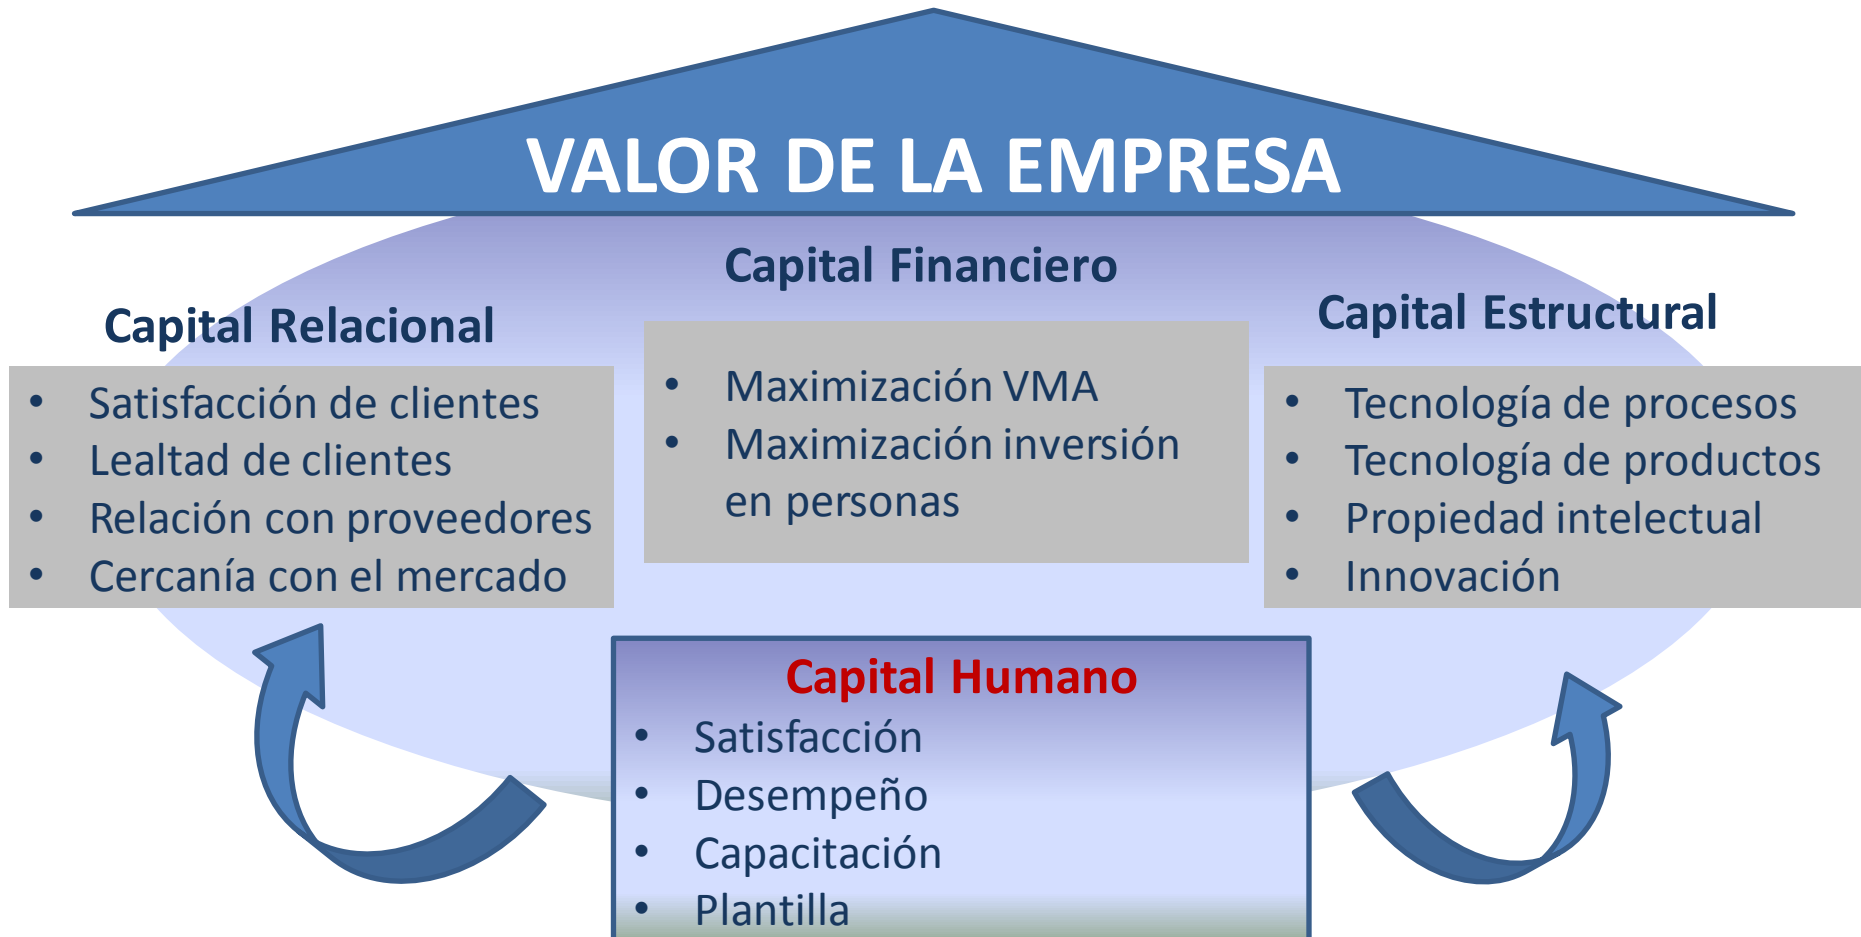 VALOR DE LA EMPRESA
Capital Relacional
• Satisfacción de clientes
• Lealtad de clientes
• Relación con proveedores
• Cercanía con el mercado
Capital Financiero
• Maximización VMA
• Maximización inversión
en personas
Capital Estructural
• Tecnología de procesos
• Tecnología de productos
• Propiedad intelectual
• Innovación
Capital Humano
• Satisfacción
• Desempeño
• Capacitación
• Plantilla